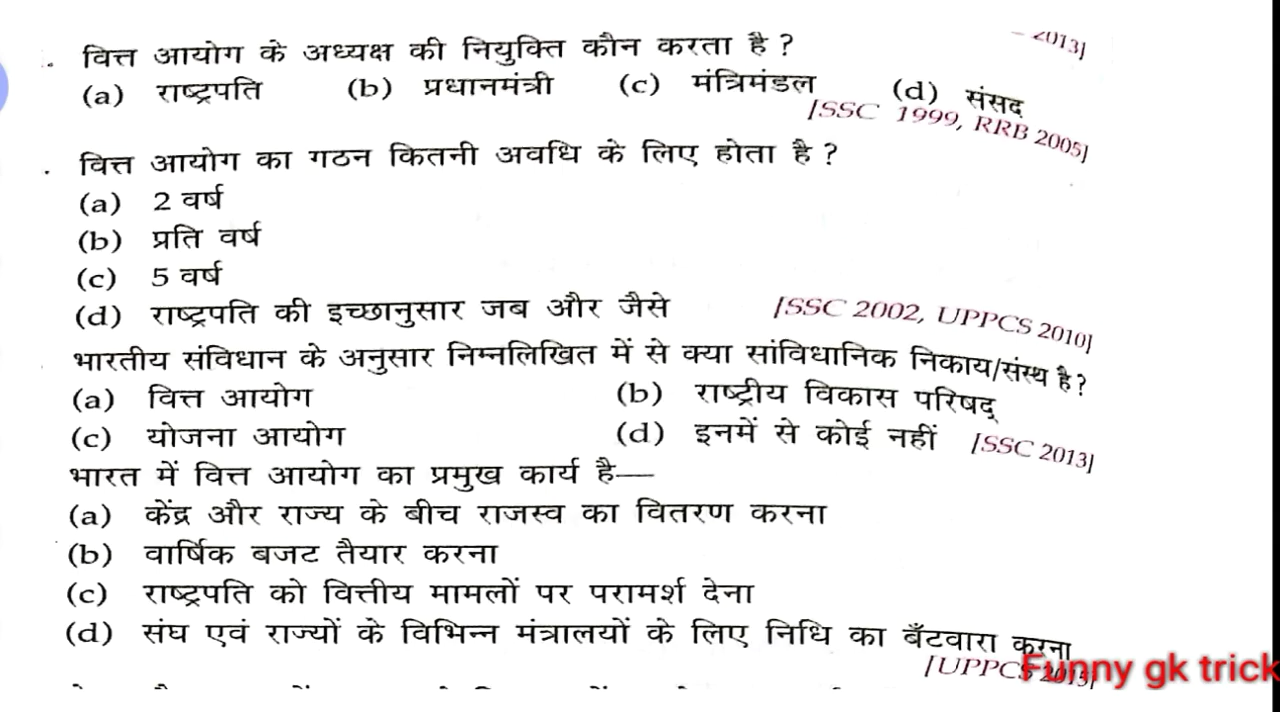 वित्त आयोग के अध्यक्ष की नियुक्ति कौन करता है ?
2013]
(a) राष्ट्रपति (b) प्रधानमंत्री (c) मंत्रिमंडल (d) संसद
[SSC 1999, RRB 2005]
वित्त आयोग का गठन कितनी अवधि के लिए होता है ?
(a) 2 वर्ष
(b) प्रति वर्ष
(c) 5 वर्ष
(d) राष्ट्रपति की इच्छानुसार जब और जैसे [SSC 2002, UPPCS 2010]
भारतीय संविधान के अनुसार निम्नलिखित में से क्या सांविधानिक निकाय/संस्थ है?
(a) वित्त आयोग (b) राष्ट्रीय विकास परिषद्
(c) योजना आयोग (d) इनमें से कोई नहीं [SSC 2013]
भारत में वित्त आयोग का प्रमुख कार्य है—
(a) केंद्र और राज्य के बीच राजस्व का वितरण करना
(b) वार्षिक बजट तैयार करना
(c) राष्ट्रपति को वित्तीय मामलों पर परामर्श देना
(d) संघ एवं राज्यों के विभिन्न मंत्रालयों के लिए निधि का बँटवारा करना
[UPPCS 2015]
Funny gk trick